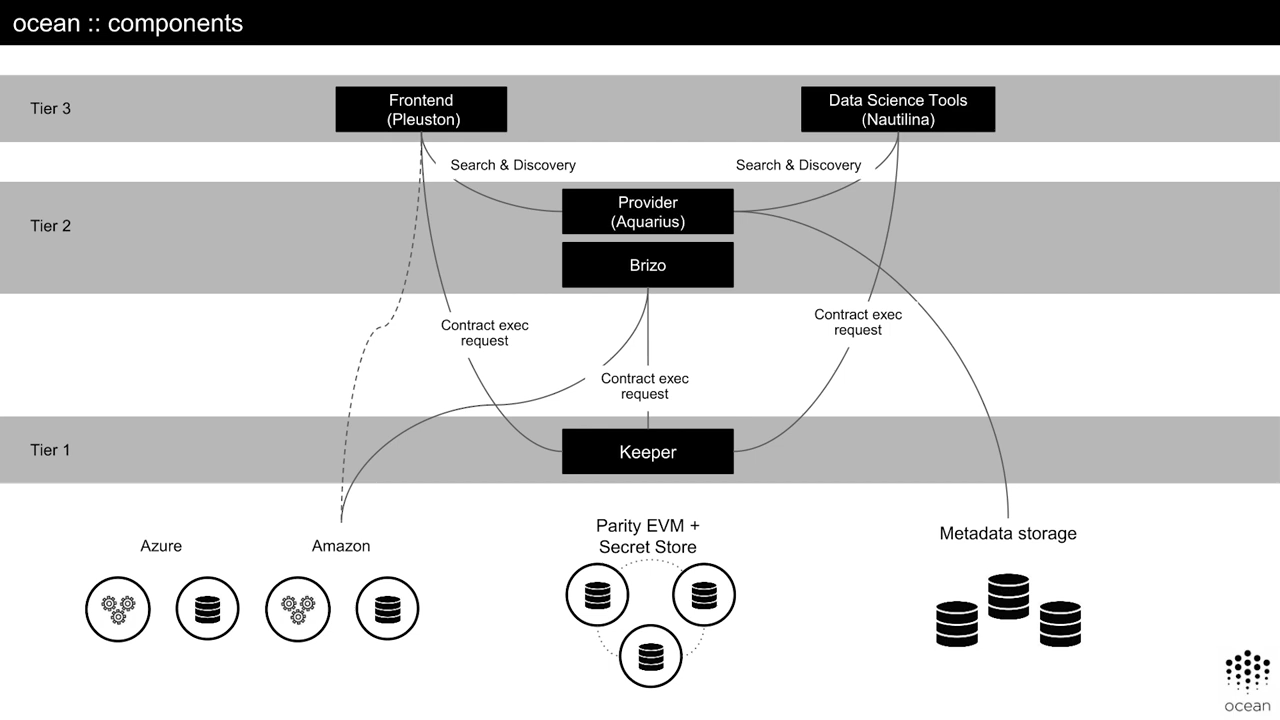 ocean :: components
Tier 3
Frontend
(Pleuston)
Data Science Tools
(Nautilina)
Search & Discovery
Search & Discovery
Tier 2
Provider
(Aquarius)
Brizo
Contract exec
request
Contract exec
request
Contract exec
request
Tier 1
Keeper
Azure
Amazon
Parity EVM +
Secret Store
Metadata storage
ocean